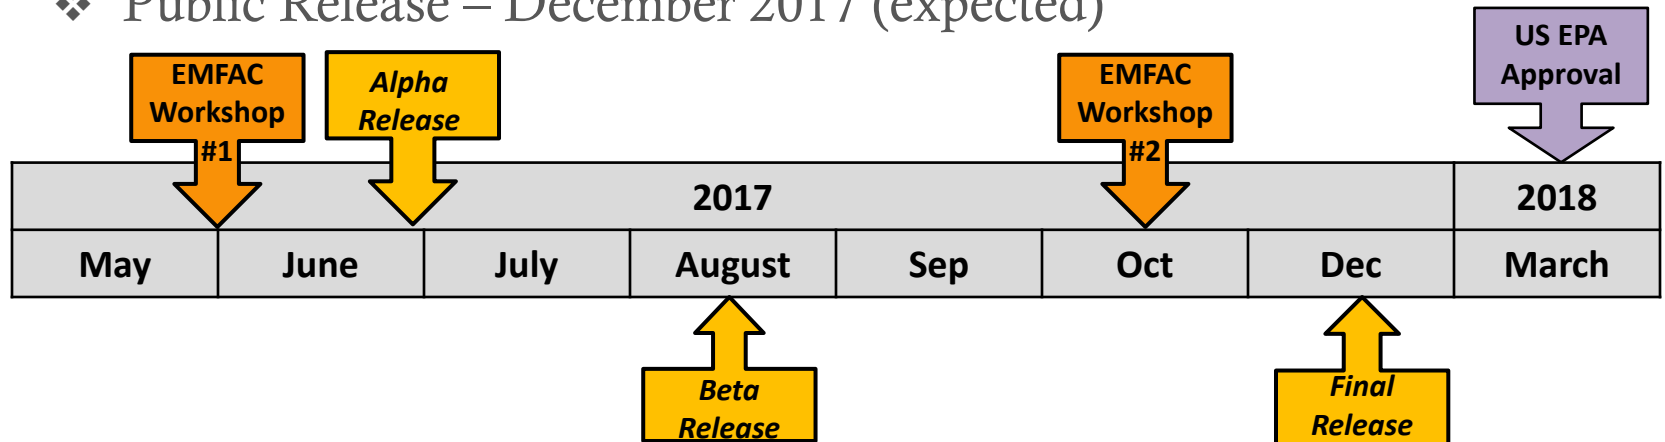 ❖ Public Release – December 2017 (expected)
US EPA
Approval
EMFAC
Workshop
#1
Alpha
Release
EMFAC
Workshop
#2
2017
2018
May
June
July
August
Sep
Oct
Dec
March
Beta
Release
Final
Release